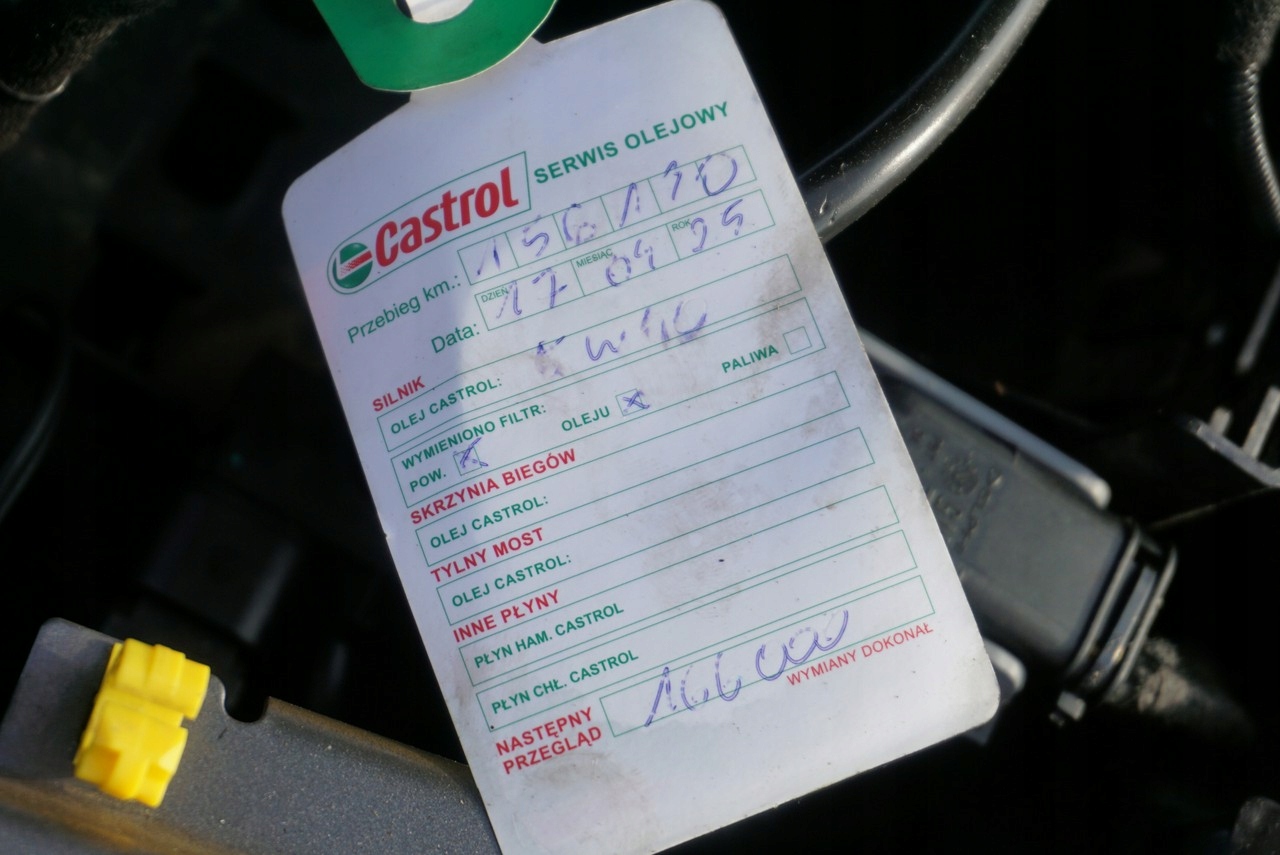 Castrol SERWIS OLEJOWY
Przebieg km.: 156170
Data: DZIEŃ 17 MIESIĄC 04 ROK 25
SILNIK
OLEJ CASTROL: 5W40
WYMIENIONO FILTR:
POW. x OLEJU x PALIWA
SKRZYNIA BIEGÓW
OLEJ CASTROL:
TYLNY MOST
OLEJ CASTROL:
INNE PŁYNY
PŁYN HAM. CASTROL
PŁYN CHŁ. CASTROL
NASTĘPNY
PRZEGLĄD 166000
WYMIANY DOKONAŁ